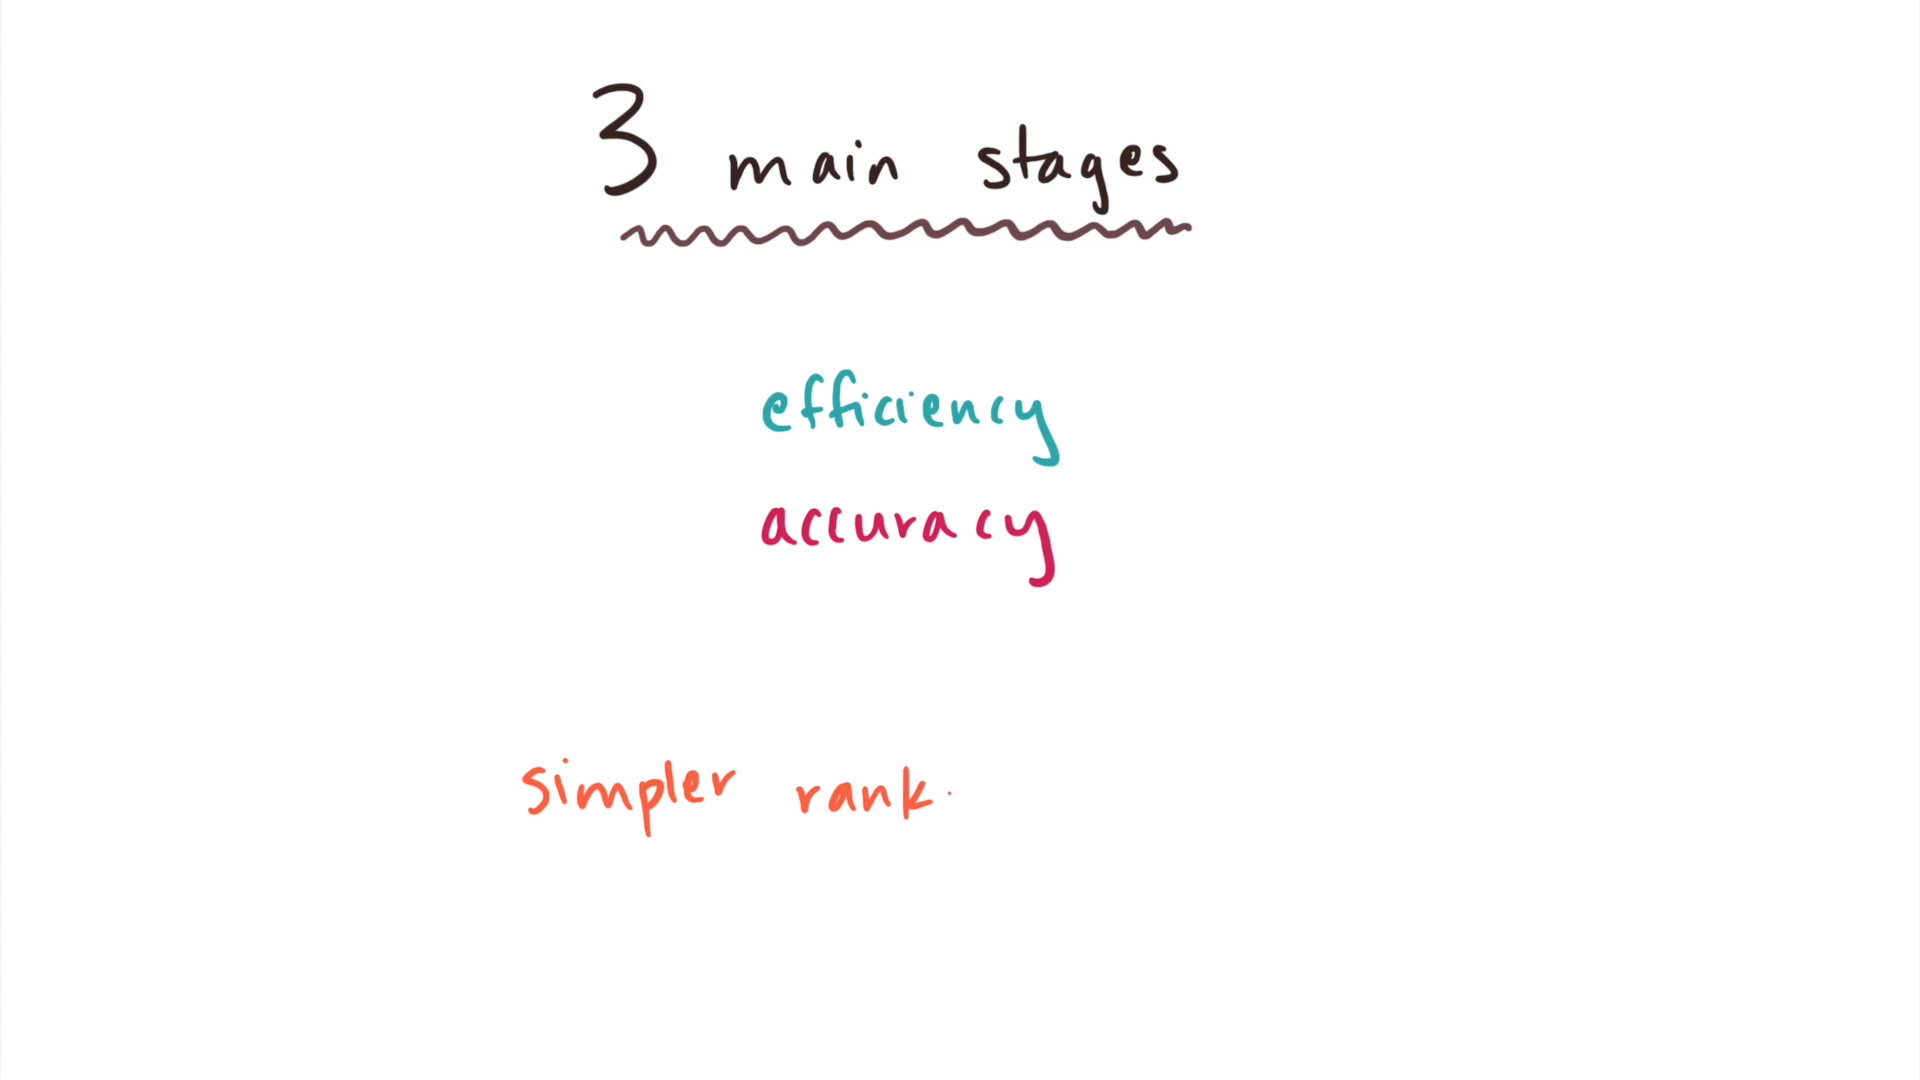 3 main stages
efficiency
accuracy
simpler rank